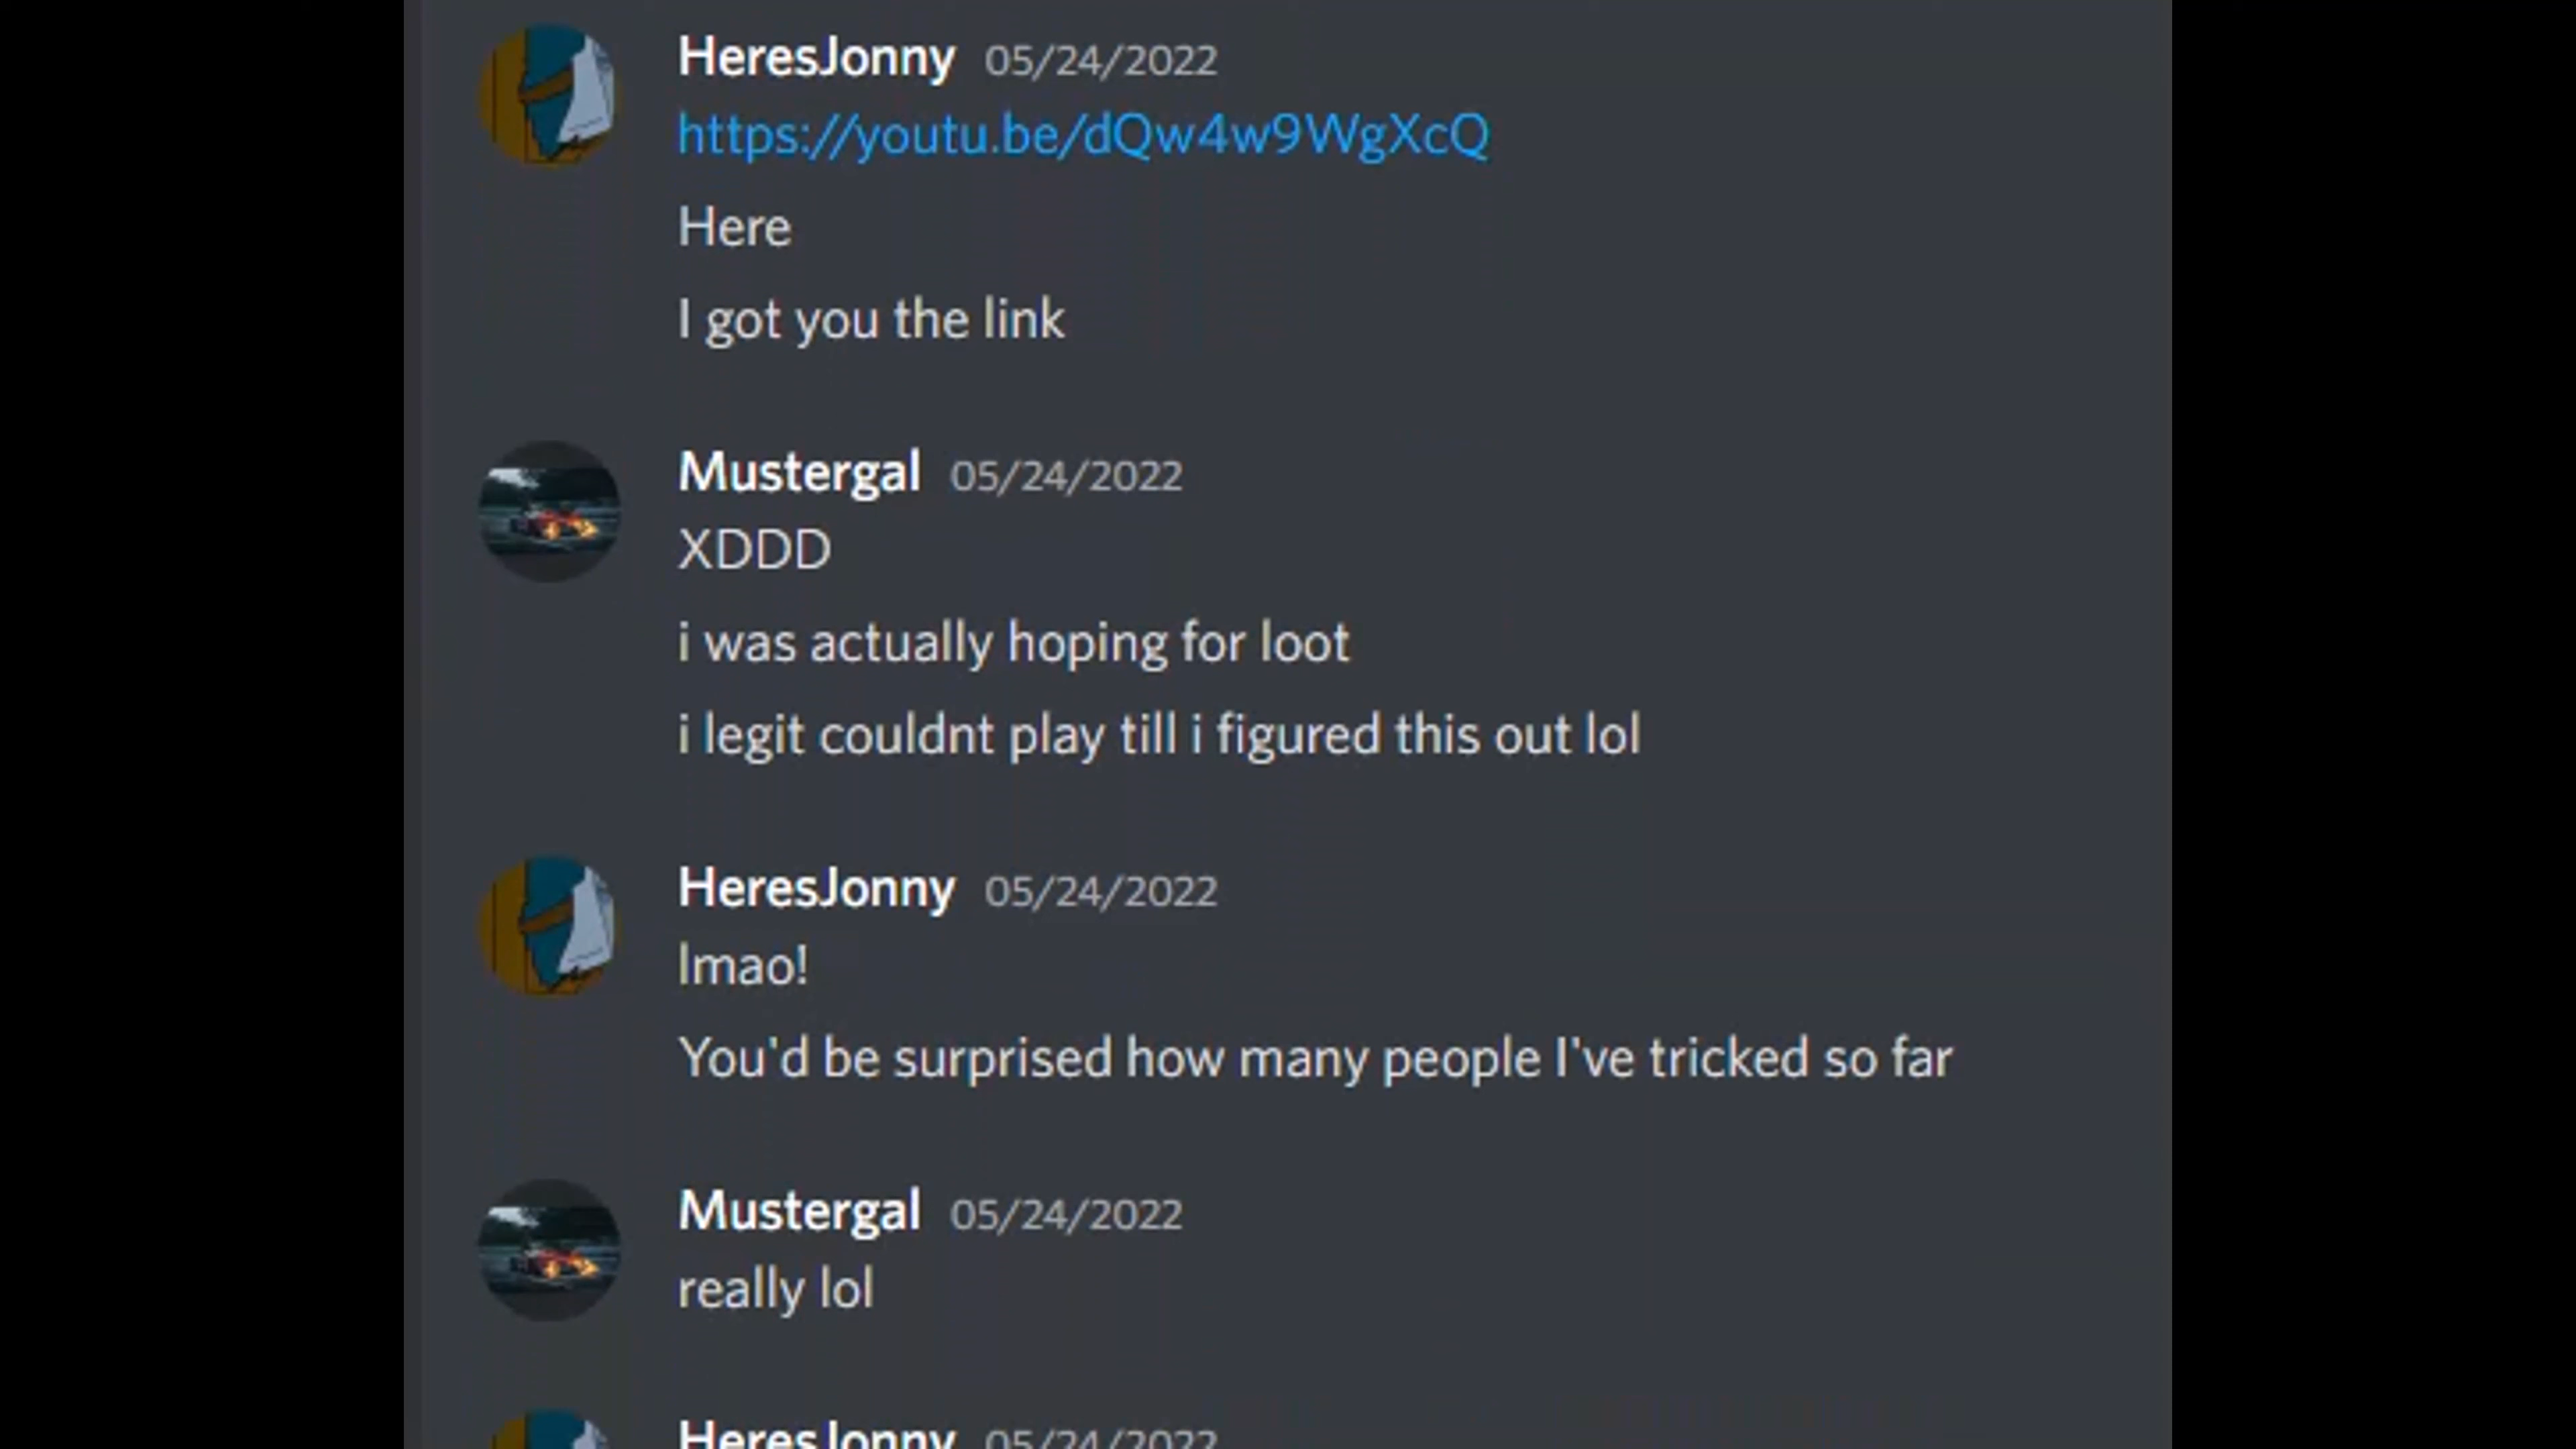 HeresJonny 05/24/2022
https://youtu.be/dQw4w9WgXcQ
Here
I got you the link
Mustergal 05/24/2022
XDDD
i was actually hoping for loot
i legit couldnt play till i figured this out lol
HeresJonny 05/24/2022
lmao!
You'd be surprised how many people I've tricked so far
Mustergal 05/24/2022
really lol
HeresJonny 05/24/2022